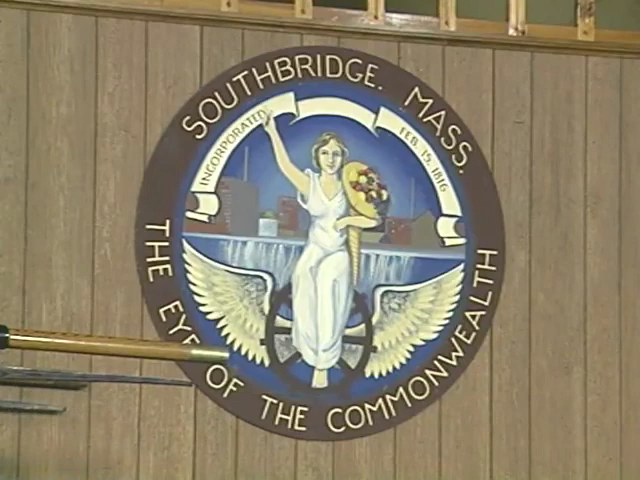 SOUTHBRIDGE. MASS.
INCORPORATED FEB. 15, 1816
THE EYE OF THE COMMONWEALTH